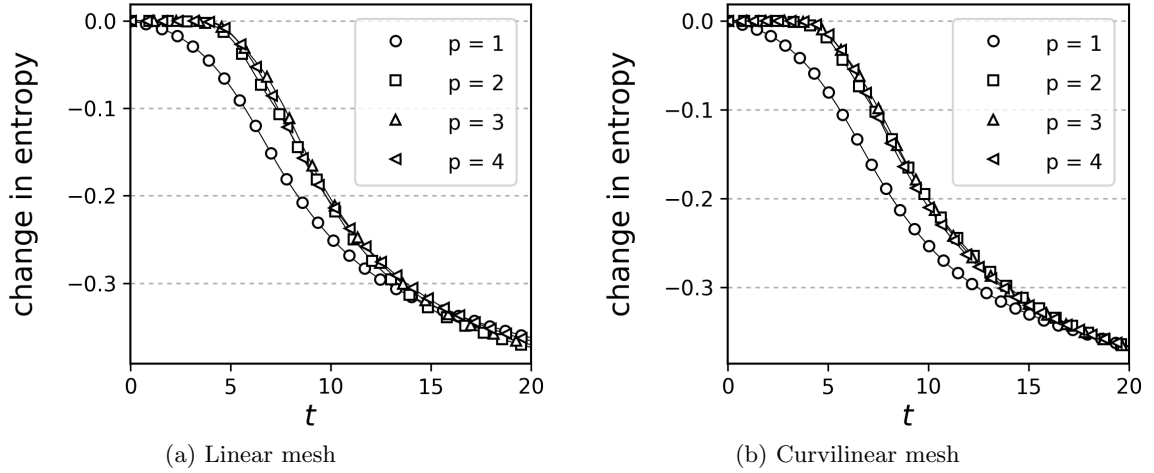 0.0
−0.1
−0.2
−0.3
change in entropy
0 5 10 15 20
t
p = 1
p = 2
p = 3
p = 4
(a) Linear mesh
0.0
−0.1
−0.2
−0.3
change in entropy
0 5 10 15 20
t
p = 1
p = 2
p = 3
p = 4
(b) Curvilinear mesh